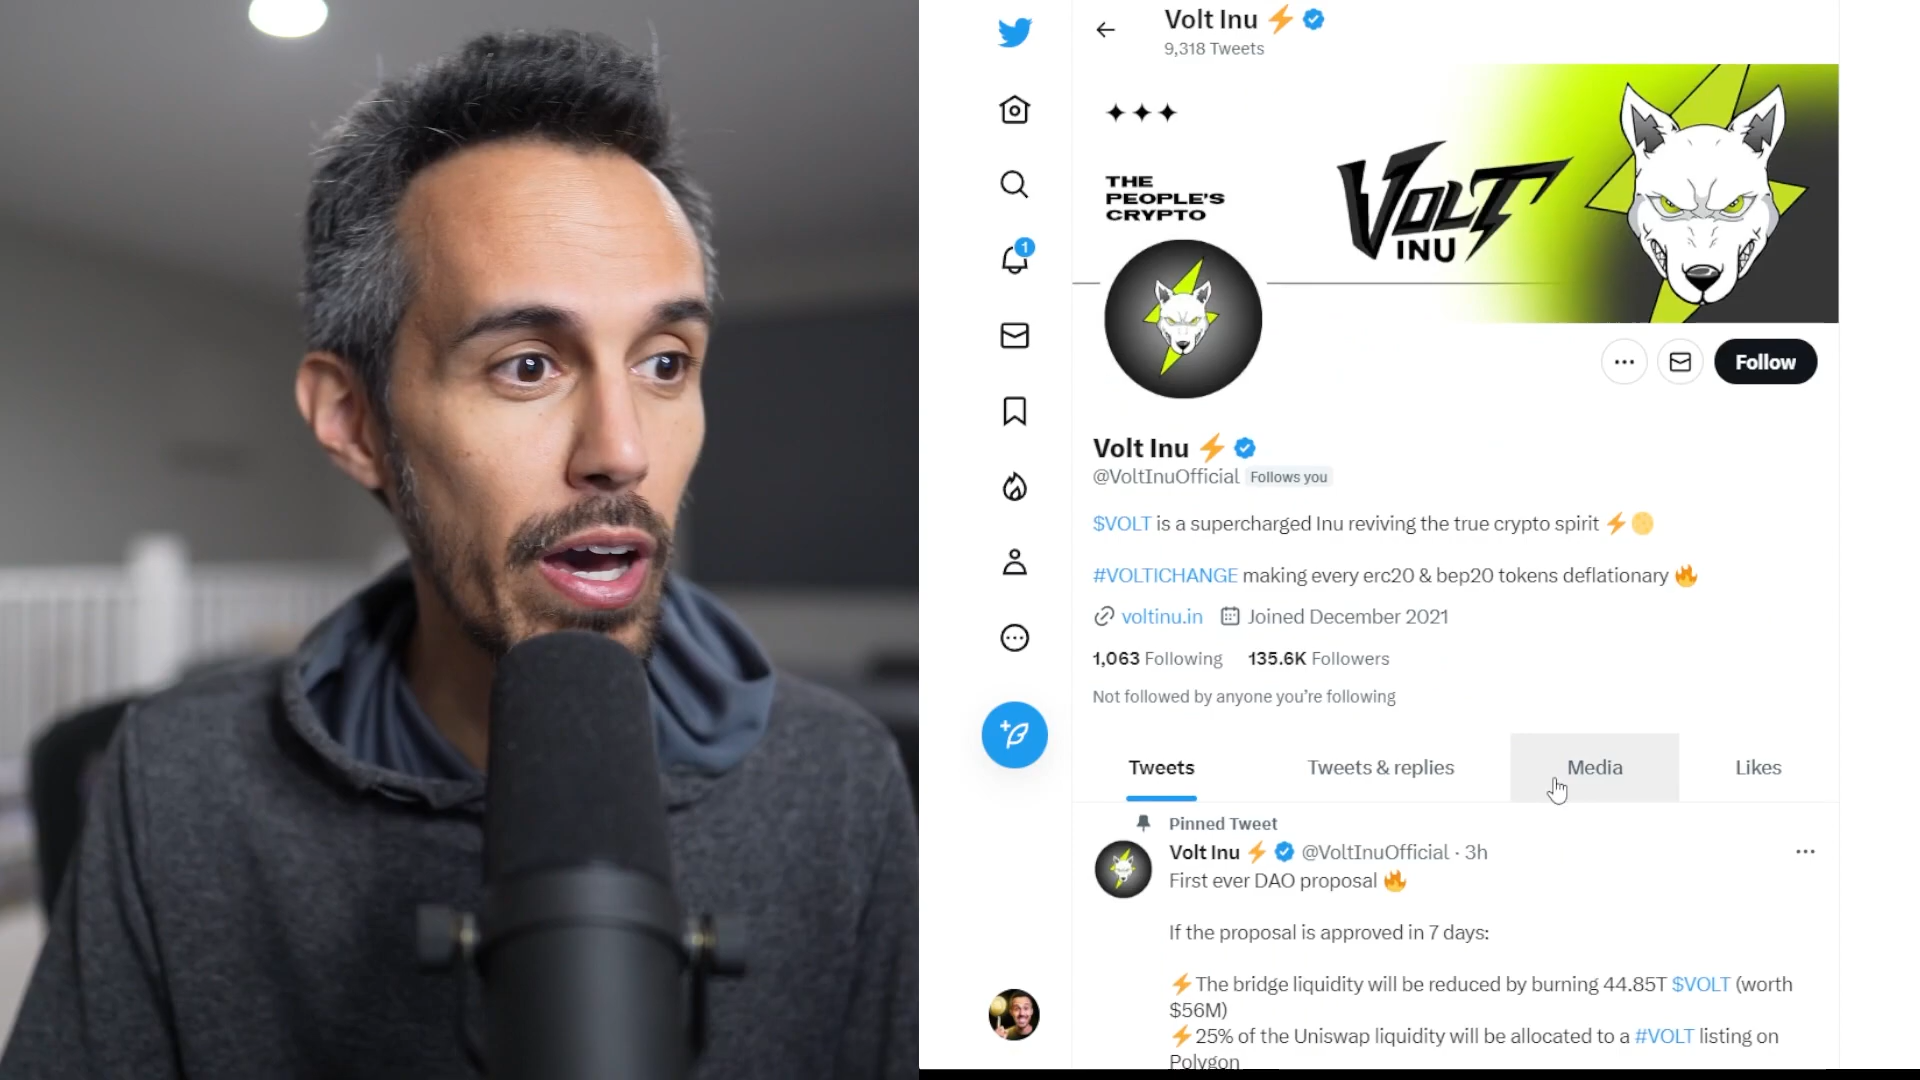 Volt Inu ⚡
9,318 Tweets
THE
PEOPLE'S
CRYPTO
VOLT
INU
1
Follow
Volt Inu ⚡
@VoltInuOfficial Follows you
$VOLT is a supercharged Inu reviving the true crypto spirit ⚡🌕
#VOLTICHANGE making every erc20 & bep20 tokens deflationary 🔥
voltinu.in Joined December 2021
1,063 Following 135.6K Followers
Not followed by anyone you're following
Tweets Tweets & replies Media Likes
Pinned Tweet
Volt Inu ⚡ @VoltInuOfficial · 3h
First ever DAO proposal 🔥
If the proposal is approved in 7 days:
⚡The bridge liquidity will be reduced by burning 44.85T $VOLT (worth
$56M)
⚡25% of the Uniswap liquidity will be allocated to a #VOLT listing on
Polygon